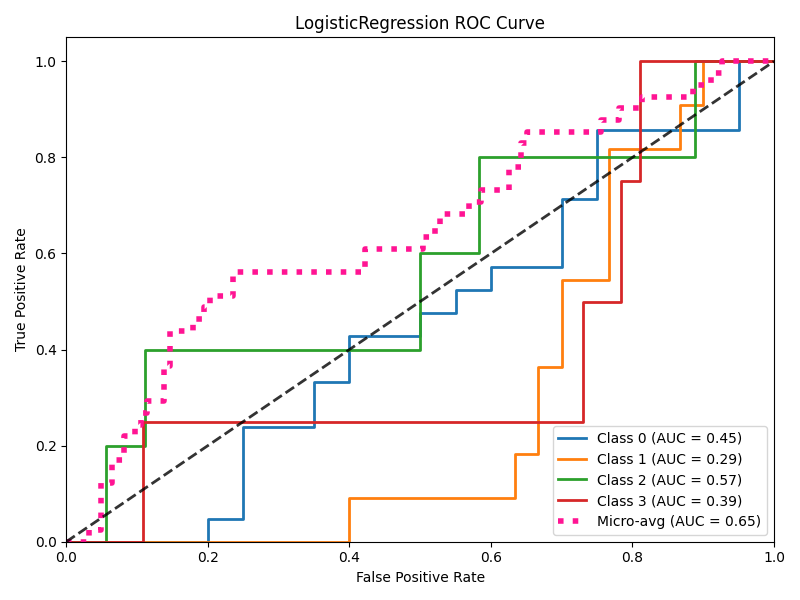 LogisticRegression ROC Curve
True Positive Rate
1.0
0.8
0.6
0.4
0.2
0.0
Class 0 (AUC = 0.45)
Class 1 (AUC = 0.29)
Class 2 (AUC = 0.57)
Class 3 (AUC = 0.39)
Micro-avg (AUC = 0.65)
0.0 0.2 0.4 0.6 0.8 1.0
False Positive Rate